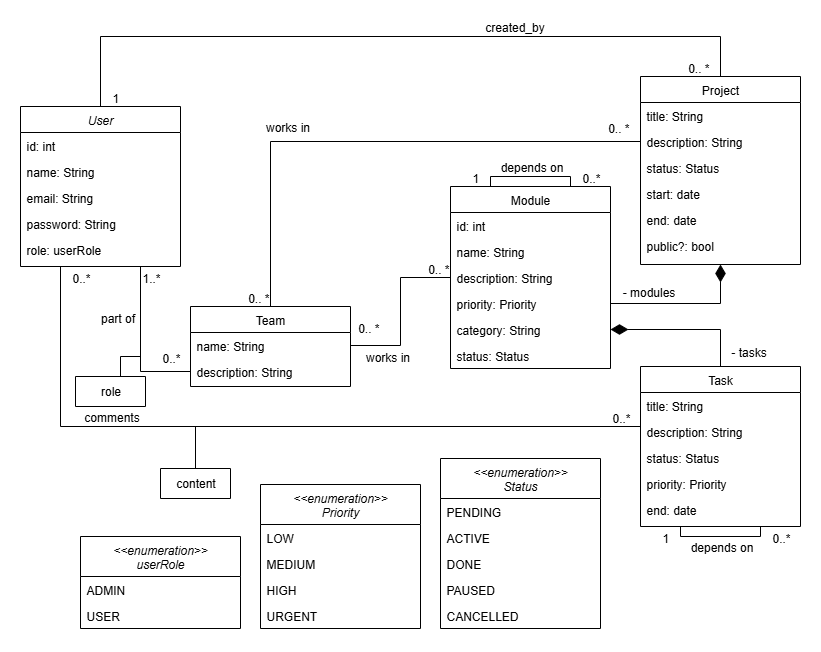 created_by
1
0.. *
User
id: int
name: String
email: String
password: String
role: userRole
Project
title: String
description: String
status: Status
start: date
end: date
public?: bool
works in
0.. *
0.. *
depends on
1
0..*
Module
id: int
name: String
description: String
priority: Priority
category: String
status: Status
- modules
- tasks
0..*
1..*
part of
0..*
role
Team
name: String
description: String
0.. *
0.. *
works in
comments
0..*
content
Task
title: String
description: String
status: Status
priority: Priority
end: date
1
0..*
depends on
<<enumeration>>
userRole
ADMIN
USER
<<enumeration>>
Priority
LOW
MEDIUM
HIGH
URGENT
<<enumeration>>
Status
PENDING
ACTIVE
DONE
PAUSED
CANCELLED